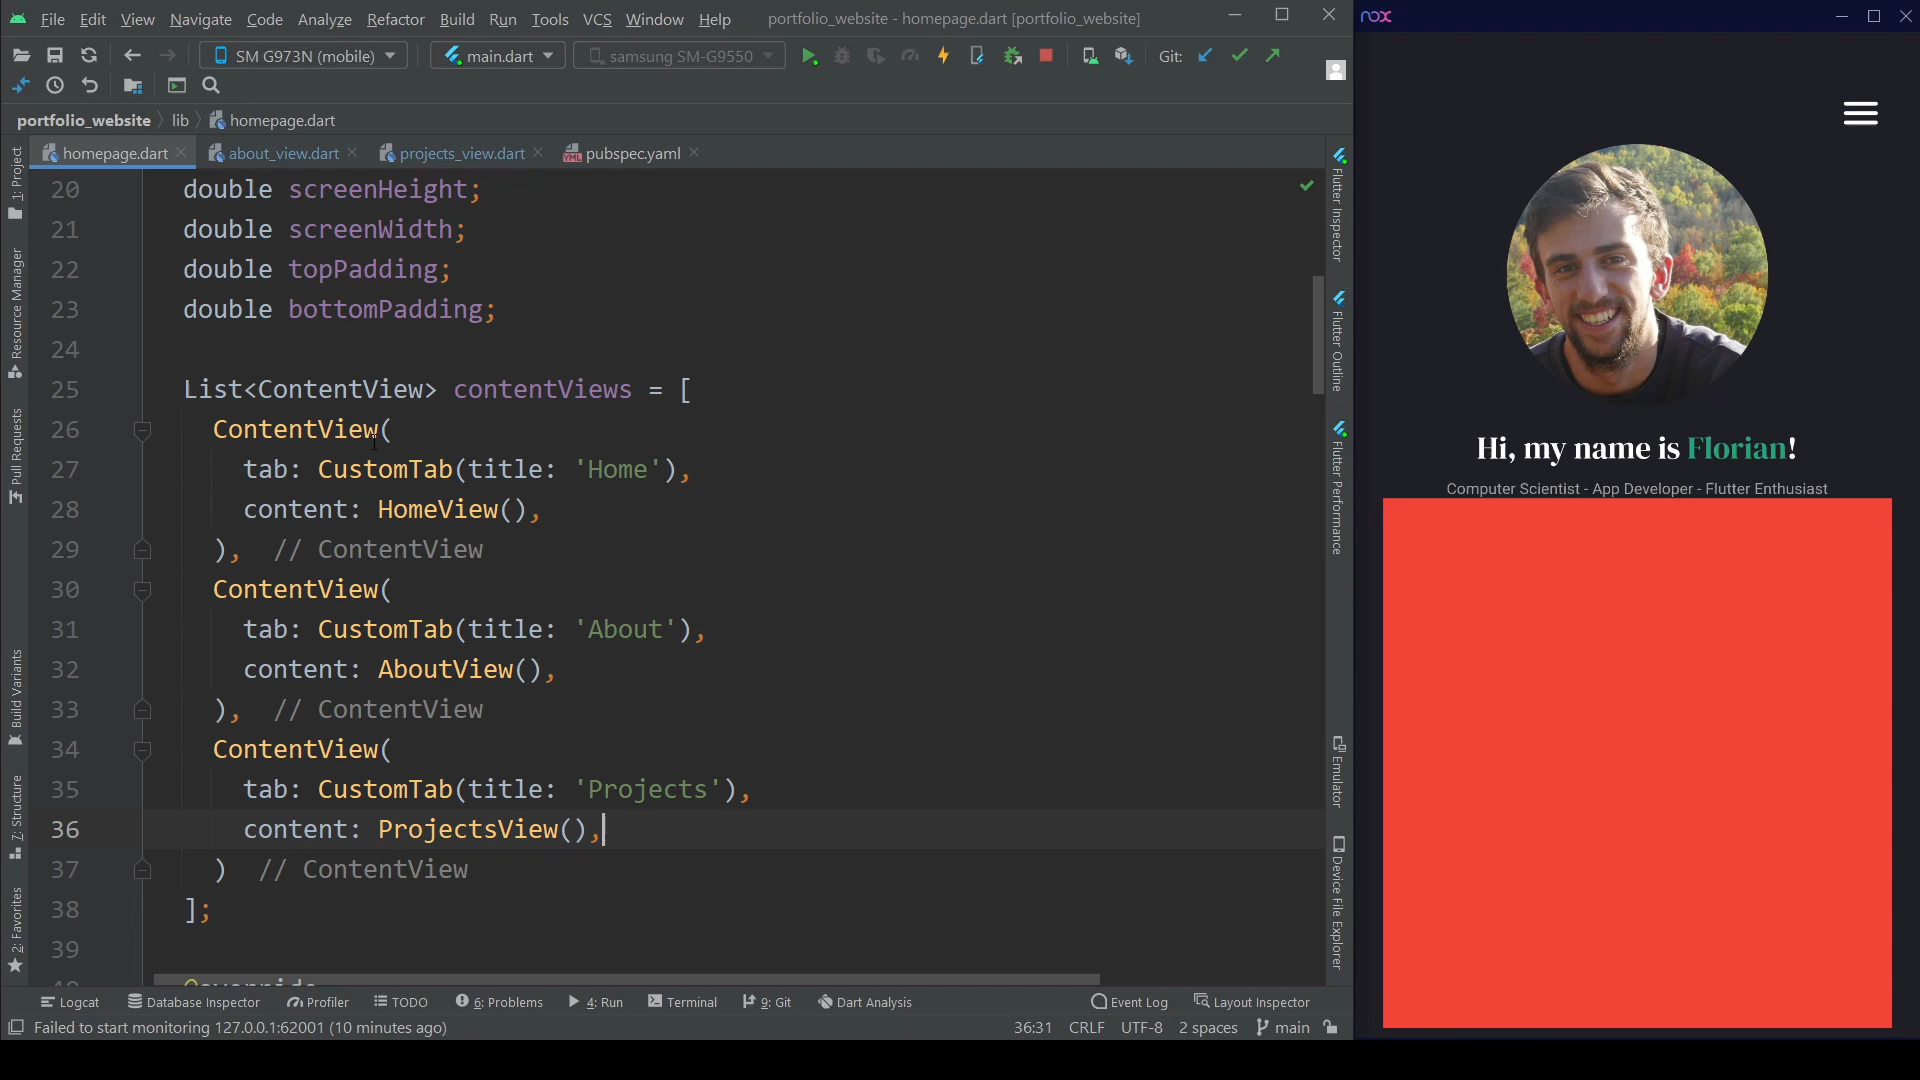 File Edit View Navigate Code Analyze Refactor Build Run Tools VCS Window Help portfolio_website - homepage.dart [portfolio_website]
nox
SM G973N (mobile) main.dart samsung SM-G9550 Git:
portfolio_website lib homepage.dart
homepage.dart about_view.dart projects_view.dart pubspec.yaml
1: Project
Resource Manager
Pull Requests
Build Variants
7: Structure
2: Favorites
20 double screenHeight;
21 double screenWidth;
22 double topPadding;
23 double bottomPadding;
24
25 List<ContentView> contentViews = [
26 ContentView(
27 tab: CustomTab(title: 'Home'),
28 content: HomeView(),
29 ), // ContentView
30 ContentView(
31 tab: CustomTab(title: 'About'),
32 content: AboutView(),
33 ), // ContentView
34 ContentView(
35 tab: CustomTab(title: 'Projects'),
36 content: ProjectsView(),
37 ) // ContentView
38 ];
39
40 @override
Flutter Inspector
Flutter Outline
Flutter Performance
Emulator
Device File Explorer
Hi, my name is Florian!
Computer Scientist - App Developer - Flutter Enthusiast
Logcat Database Inspector Profiler TODO 6: Problems 4: Run Terminal 9: Git Dart Analysis Event Log Layout Inspector
Failed to start monitoring 127.0.0.1:62001 (10 minutes ago) 36:31 CRLF UTF-8 2 spaces main